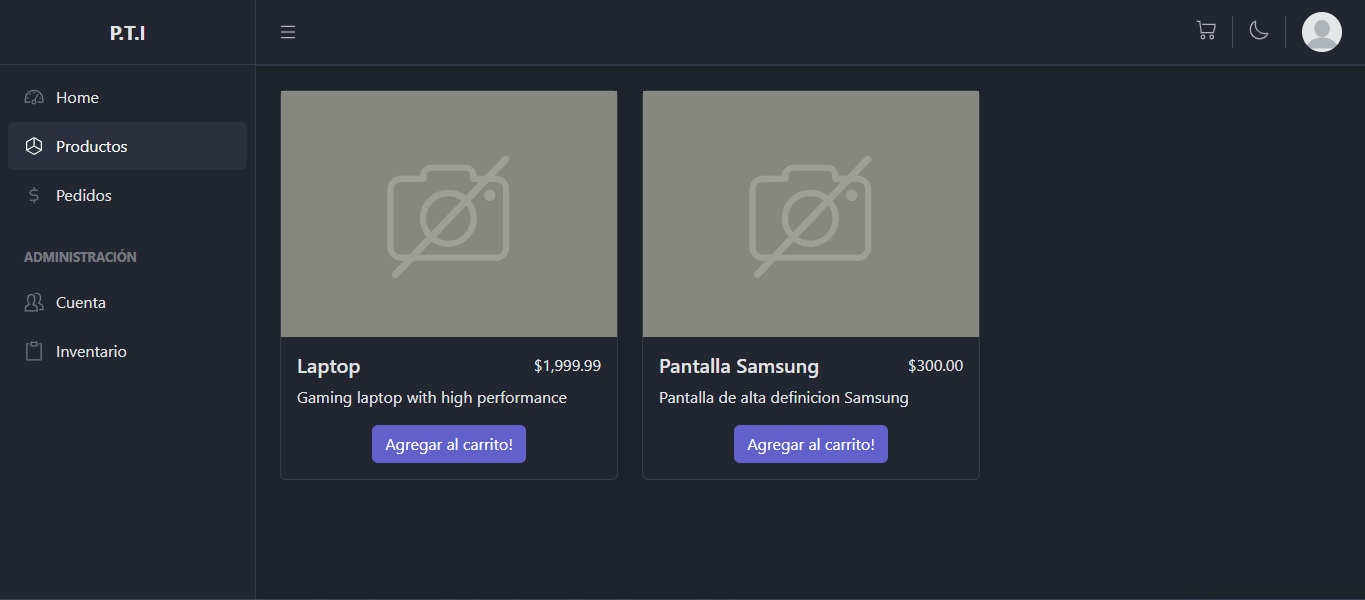 P.T.I
Home
Productos
Pedidos
ADMINISTRACIÓN
Cuenta
Inventario
Laptop
$1,999.99
Gaming laptop with high performance
Agregar al carrito!
Pantalla Samsung
$300.00
Pantalla de alta definicion Samsung
Agregar al carrito!